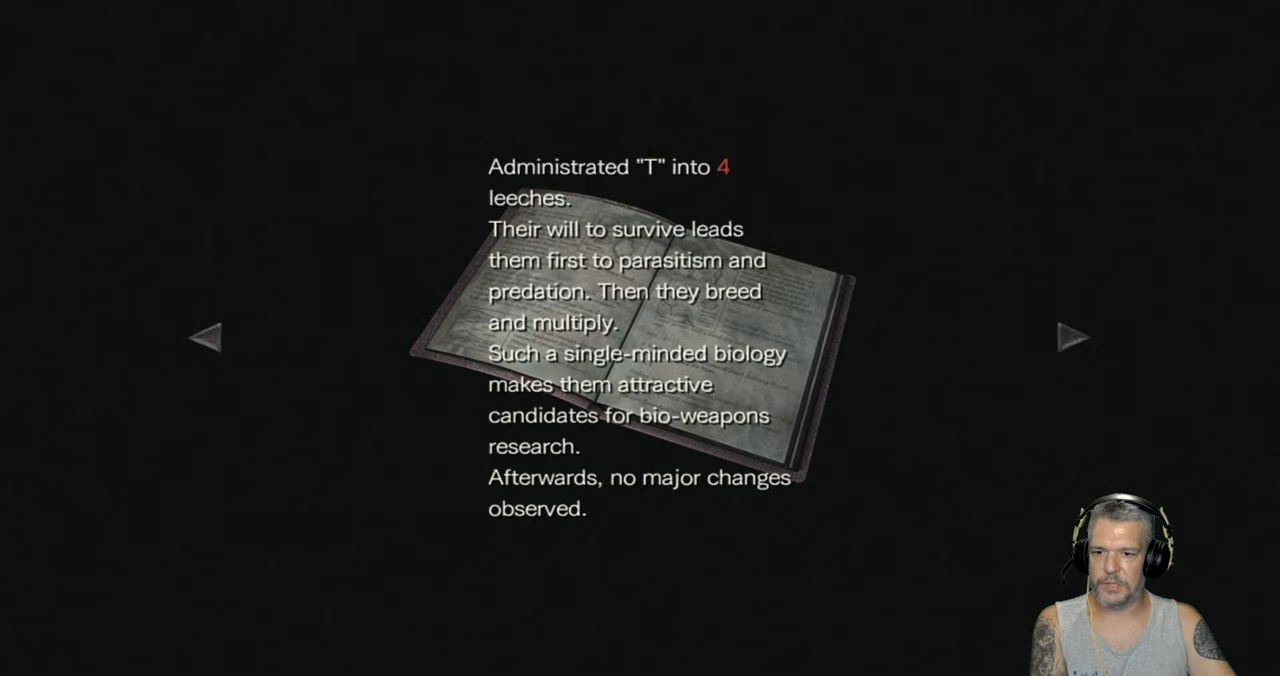 Administrated "T" into 4
leeches.
Their will to survive leads
them first to parasitism and
predation. Then they breed
and multiply.
Such a single-minded biology
makes them attractive
candidates for bio-weapons
research.
Afterwards, no major changes
observed.